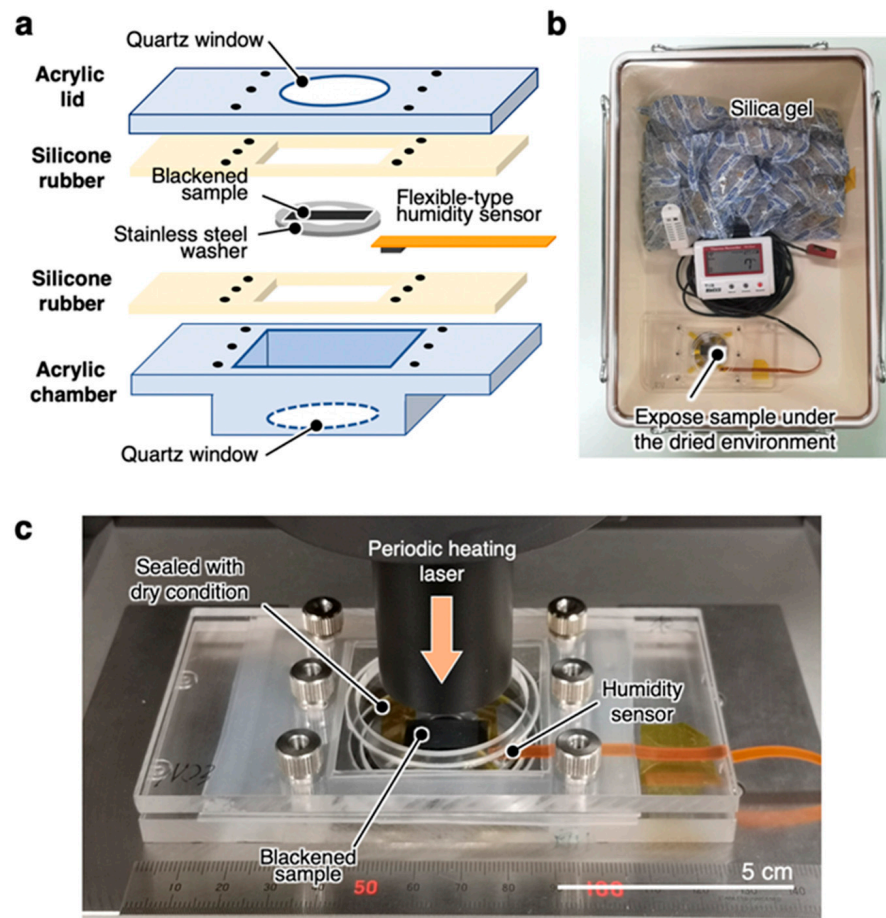 a
Quartz window
Acrylic
lid
Silicone
rubber
Blackened
sample
Flexible-type
humidity sensor
Stainless steel
washer
Silicone
rubber
Acrylic
chamber
Quartz window
b
Silica gel
Expose sample under
the dried environment
c
Periodic heating
laser
Sealed with
dry condition
Humidity
sensor
Blackened
sample
5 cm
10 20 30 40 50 60 70 80 90 100 110 120 130 140